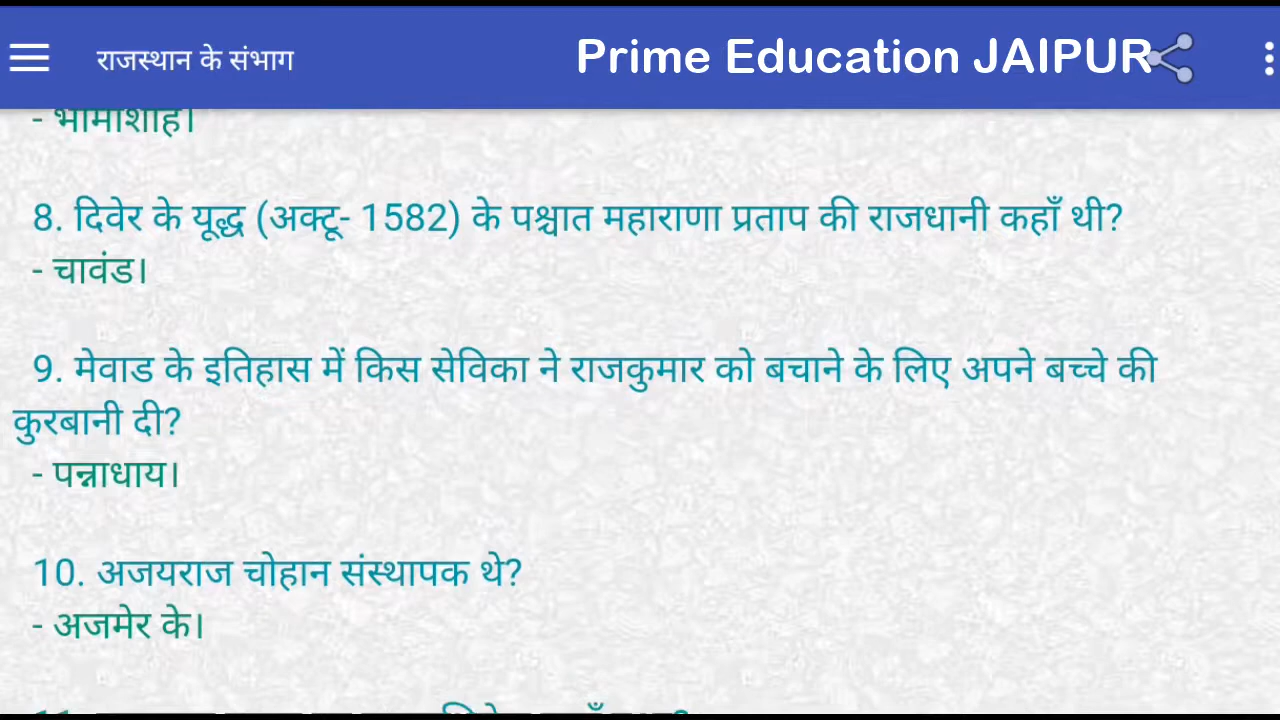 राजस्थान के संभाग
Prime Education JAIPUR
- भामाशाह।
8. दिवेर के यूद्ध (अक्टू- 1582) के पश्चात महाराणा प्रताप की राजधानी कहाँ थी?
- चावंड।
9. मेवाड के इतिहास में किस सेविका ने राजकुमार को बचाने के लिए अपने बच्चे की
कुरबानी दी?
- पन्नाधाय।
10. अजयराज चोहान संस्थापक थे?
- अजमेर के।